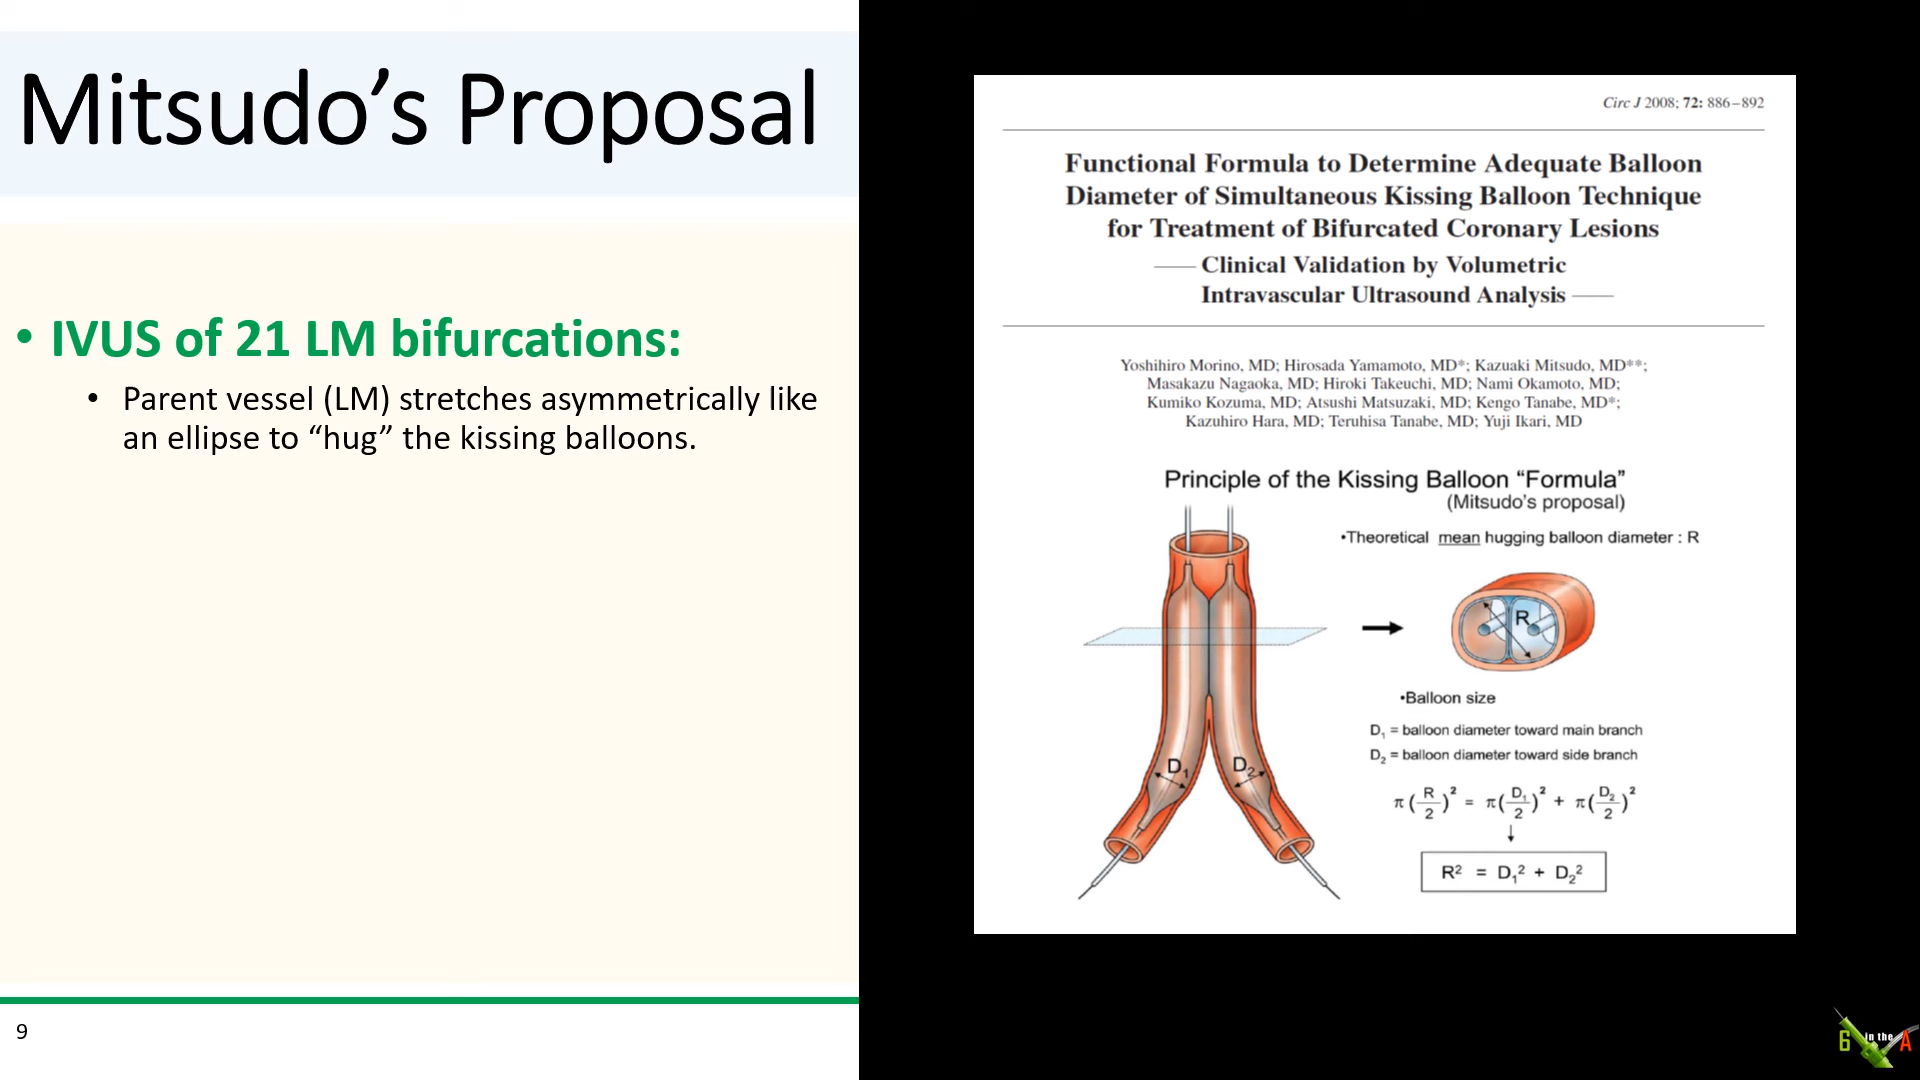 Mitsudo’s Proposal
• IVUS of 21 LM bifurcations:
• Parent vessel (LM) stretches asymmetrically like
an ellipse to “hug” the kissing balloons.
9
Circ J 2008; 72: 886–892
Functional Formula to Determine Adequate Balloon
Diameter of Simultaneous Kissing Balloon Technique
for Treatment of Bifurcated Coronary Lesions
—— Clinical Validation by Volumetric
Intravascular Ultrasound Analysis ——
Yoshihiro Morino, MD; Hirosada Yamamoto, MD*; Kazuaki Mitsudo, MD**;
Masakazu Nagaoka, MD; Hiroki Takeuchi, MD; Nami Okamoto, MD;
Kumiko Kozuma, MD; Atsushi Matsuzaki, MD; Kengo Tanabe, MD*;
Kazuhiro Hara, MD; Teruhisa Tanabe, MD; Yuji Ikari, MD
Principle of the Kissing Balloon “Formula”
(Mitsudo’s proposal)
•Theoretical mean hugging balloon diameter : R
R
•Balloon size
D₁ = balloon diameter toward main branch
D₂ = balloon diameter toward side branch
D₁ D₂
π(R/2)² = π(D₁/2)² + π(D₂/2)²
↓
R² = D₁² + D₂²
6 in the A